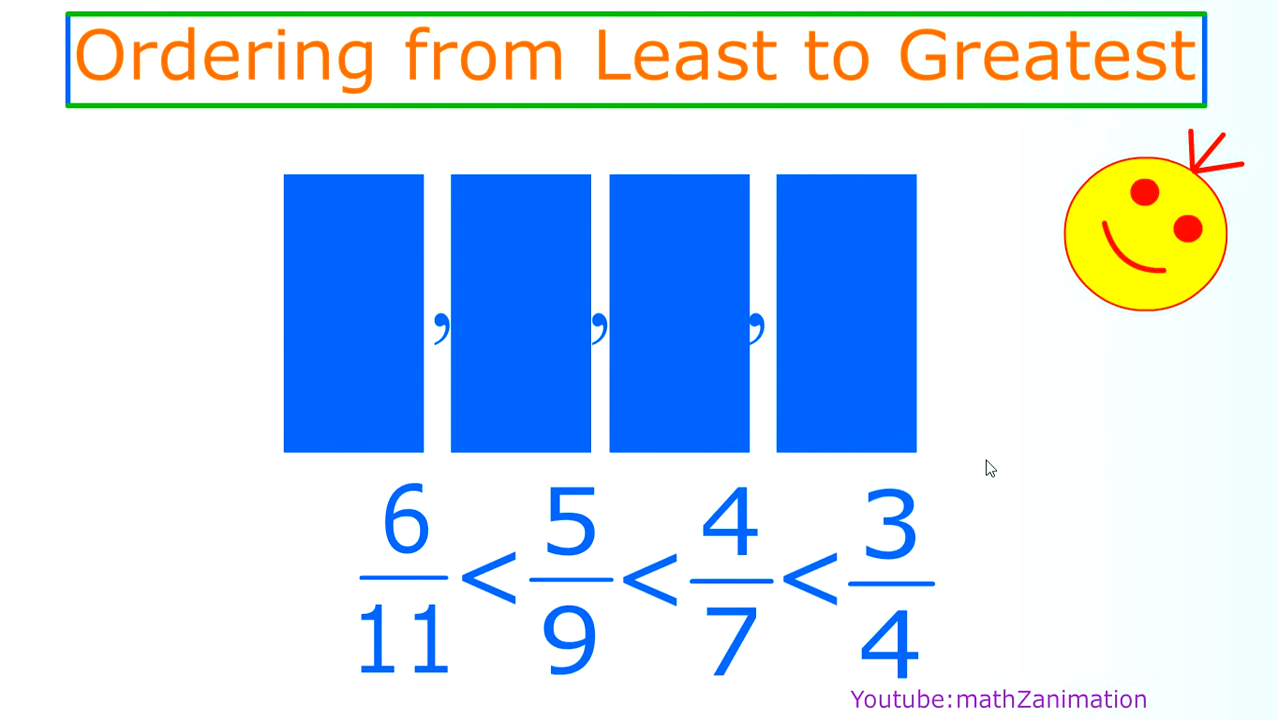 Ordering from Least to Greatest
, , ,
6/11 < 5/9 < 4/7 < 3/4
Youtube:mathZanimation